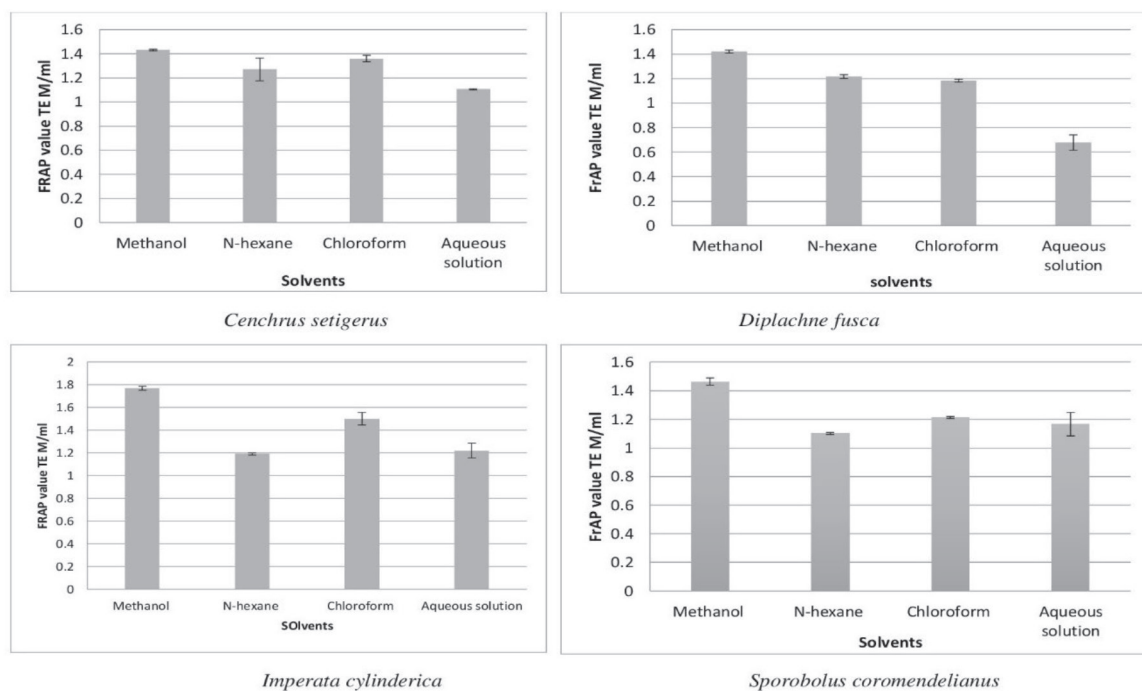 1.6
1.4
1.2
1
0.8
0.6
0.4
0.2
0
FRAP value TE M/ml
Methanol N-hexane Chloroform Aqueous
solution
Solvents
Cenchrus setigerus
1.6
1.4
1.2
1
0.8
0.6
0.4
0.2
0
FrAP value TE M/ml
Methanol N-hexane Chloroform Aqueous
solution
solvents
Diplachne fusca
2
1.8
1.6
1.4
1.2
1
0.8
0.6
0.4
0.2
0
FRAP value TE M/ml
Methanol N-hexane Chloroform Aqueous solution
SOlvents
Imperata cylinderica
1.6
1.4
1.2
1
0.8
0.6
0.4
0.2
0
FrAP value TE M/ml
Methanol N-hexane Chloroform Aqueous
solution
Solvents
Sporobolus coromendelianus